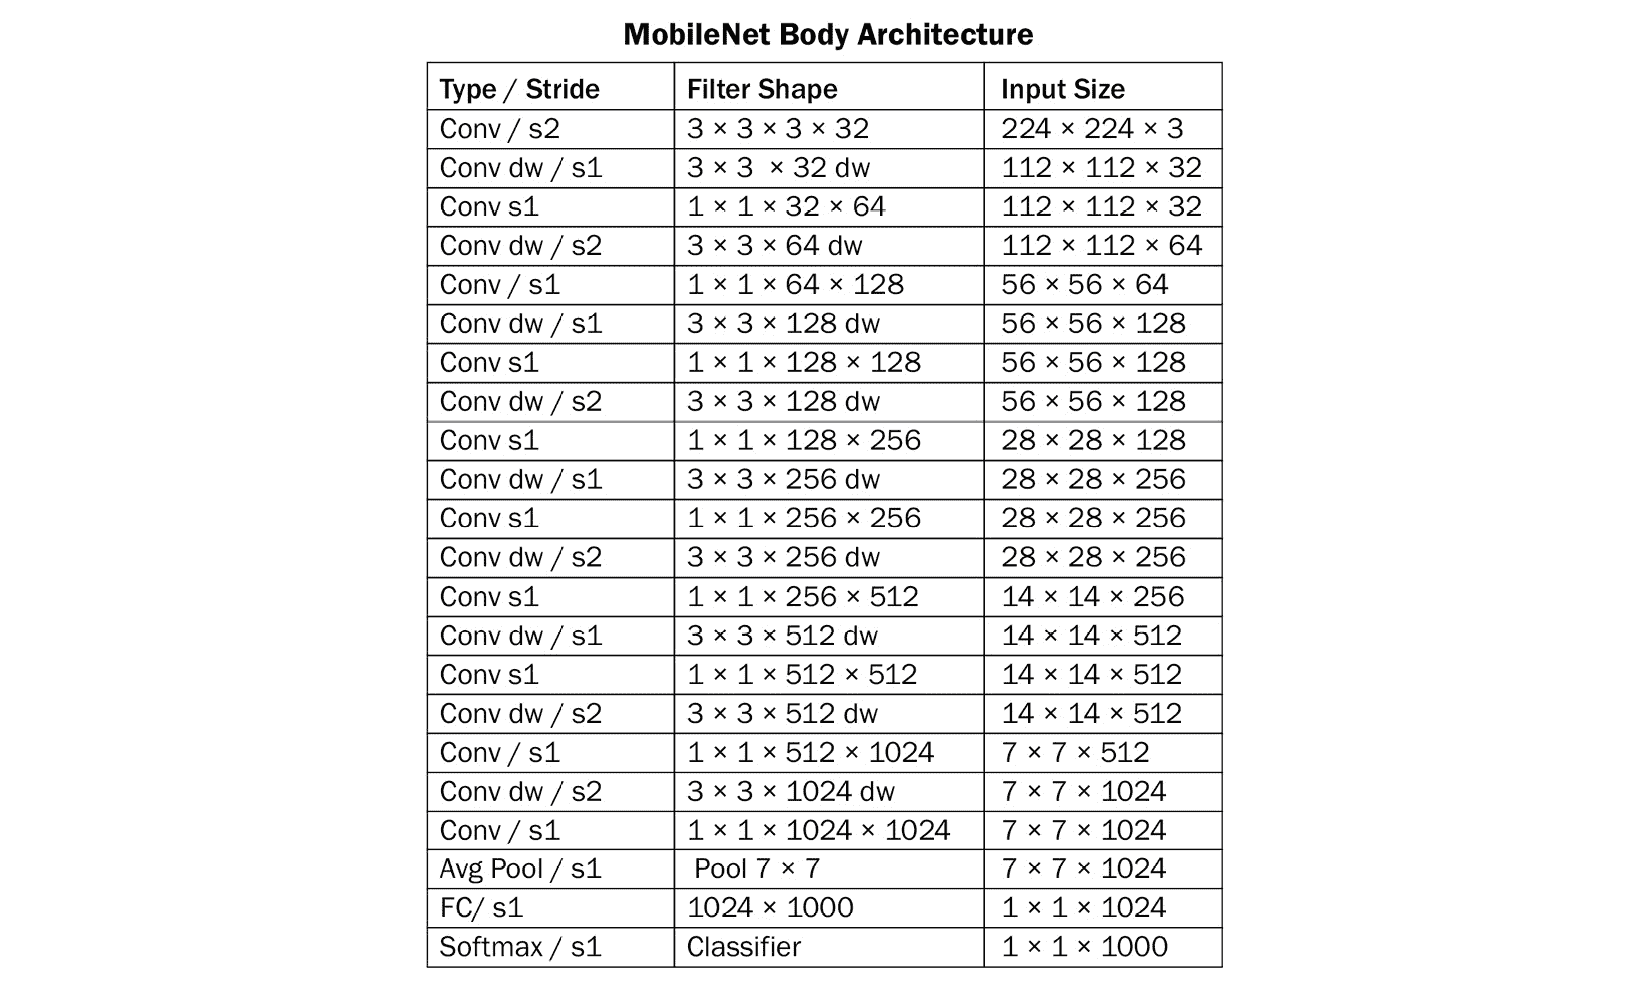 MobileNet Body Architecture
Type / Stride Filter Shape Input Size
Conv / s2 3 × 3 × 3 × 32 224 × 224 × 3
Conv dw / s1 3 × 3 × 32 dw 112 × 112 × 32
Conv s1 1 × 1 × 32 × 64 112 × 112 × 32
Conv dw / s2 3 × 3 × 64 dw 112 × 112 × 64
Conv / s1 1 × 1 × 64 × 128 56 × 56 × 64
Conv dw / s1 3 × 3 × 128 dw 56 × 56 × 128
Conv s1 1 × 1 × 128 × 128 56 × 56 × 128
Conv dw / s2 3 × 3 × 128 dw 56 × 56 × 128
Conv s1 1 × 1 × 128 × 256 28 × 28 × 128
Conv dw / s1 3 × 3 × 256 dw 28 × 28 × 256
Conv s1 1 × 1 × 256 × 256 28 × 28 × 256
Conv dw / s2 3 × 3 × 256 dw 28 × 28 × 256
Conv s1 1 × 1 × 256 × 512 14 × 14 × 256
Conv dw / s1 3 × 3 × 512 dw 14 × 14 × 512
Conv s1 1 × 1 × 512 × 512 14 × 14 × 512
Conv dw / s2 3 × 3 × 512 dw 14 × 14 × 512
Conv / s1 1 × 1 × 512 × 1024 7 × 7 × 512
Conv dw / s2 3 × 3 × 1024 dw 7 × 7 × 1024
Conv / s1 1 × 1 × 1024 × 1024 7 × 7 × 1024
Avg Pool / s1 Pool 7 × 7 7 × 7 × 1024
FC/ s1 1024 × 1000 1 × 1 × 1024
Softmax / s1 Classifier 1 × 1 × 1000